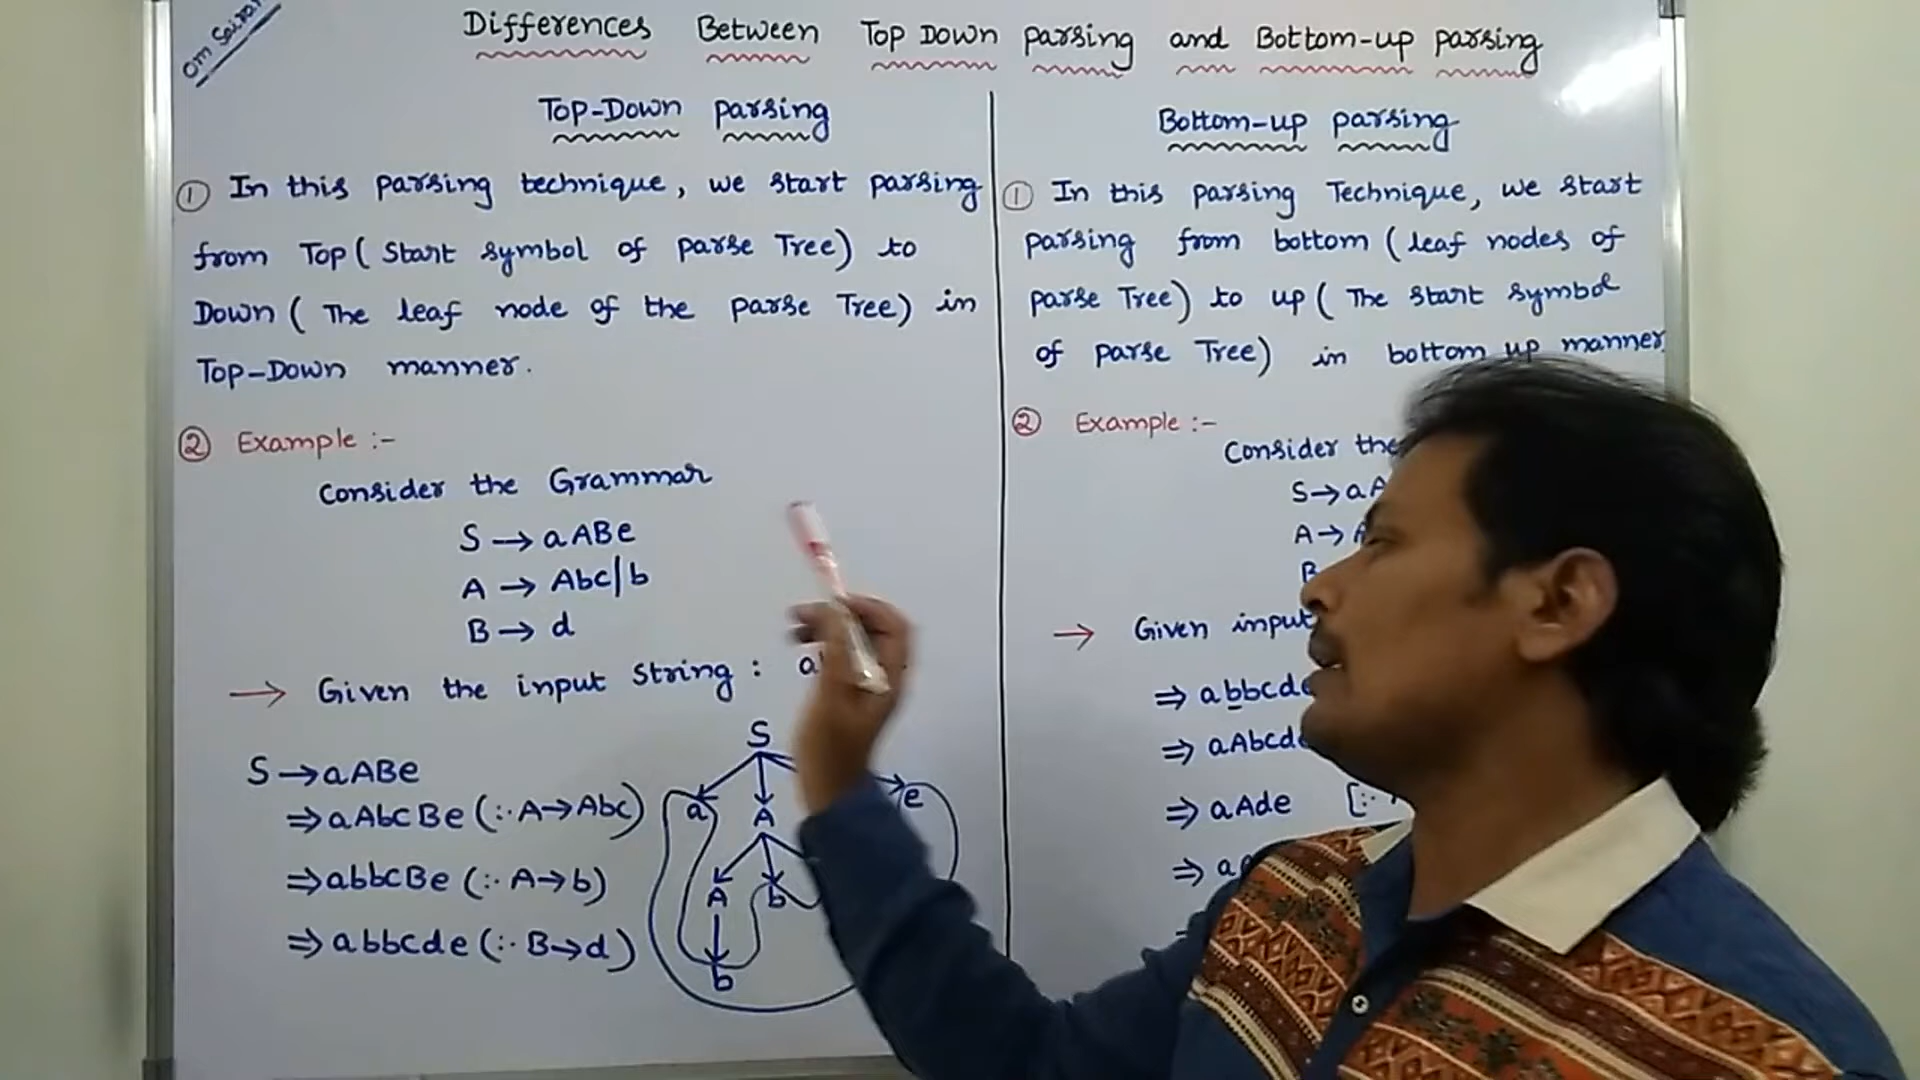 Om Sairam
Differences Between Top Down parsing and Bottom-up parsing
Top-Down parsing
① In this parsing technique, we start parsing
from Top (Start symbol of parse Tree) to
Down (The leaf node of the parse Tree) in
Top-Down manner.
② Example :-
Consider the Grammar
S → aABe
A → Abc|b
B → d
→ Given the input string : a
S → aABe
⇒ aAbcBe (∵ A→Abc)
⇒ abbcBe (∵ A→b)
⇒ abbcde (∵ B→d)
S
a A e
A b
b
Bottom-up parsing
① In this parsing Technique, we start
parsing from bottom (leaf nodes of
parse Tree) to up (The start symbol
of parse Tree) in bottom up manner
② Example :-
Consider the
S→aA
A→
B
→ Given input
⇒ abbcde
⇒ aAbcde
⇒ aAde [∵
⇒ a